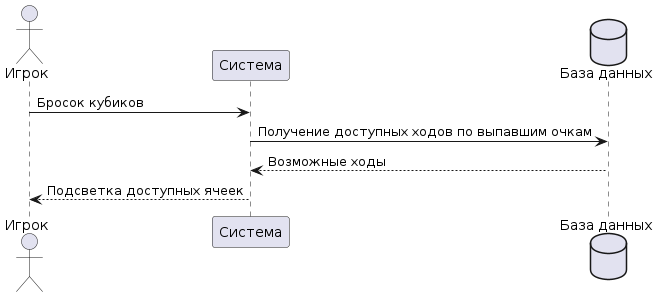 Игрок
Система
База данных
Бросок кубиков
Получение доступных ходов по выпавшим очкам
Возможные ходы
Подсветка доступных ячеек
Игрок
Система
База данных